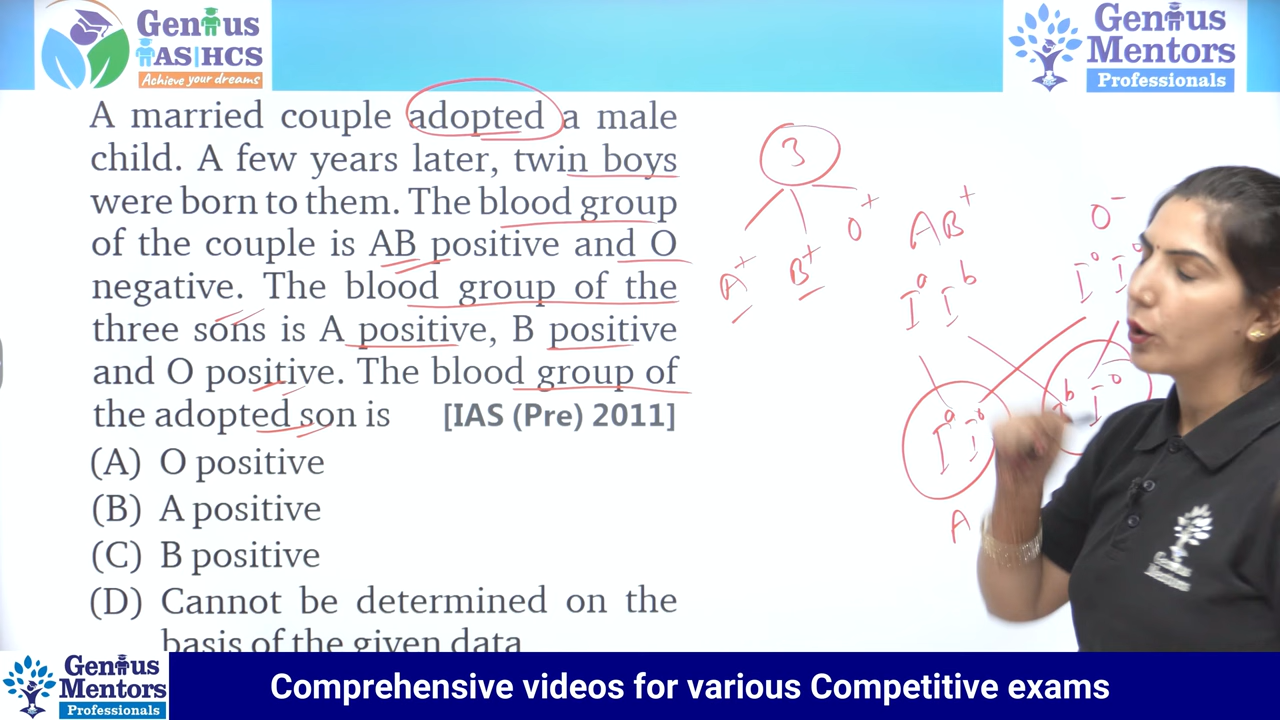 Genius
IAS|HCS
Achieve your dreams
Genius
Mentors
Professionals
A married couple adopted a male
child. A few years later, twin boys
were born to them. The blood group
of the couple is AB positive and O
negative. The blood group of the
three sons is A positive, B positive
and O positive. The blood group of
the adopted son is [IAS (Pre) 2011]
(A) O positive
(B) A positive
(C) B positive
(D) Cannot be determined on the
basis of the given data
3
A+ B+ O+
AB+ O-
I^a I^b I^o
I^a I^o I^o
A
Genius
Mentors
Genius
Mentors
Professionals
Comprehensive videos for various Competitive exams